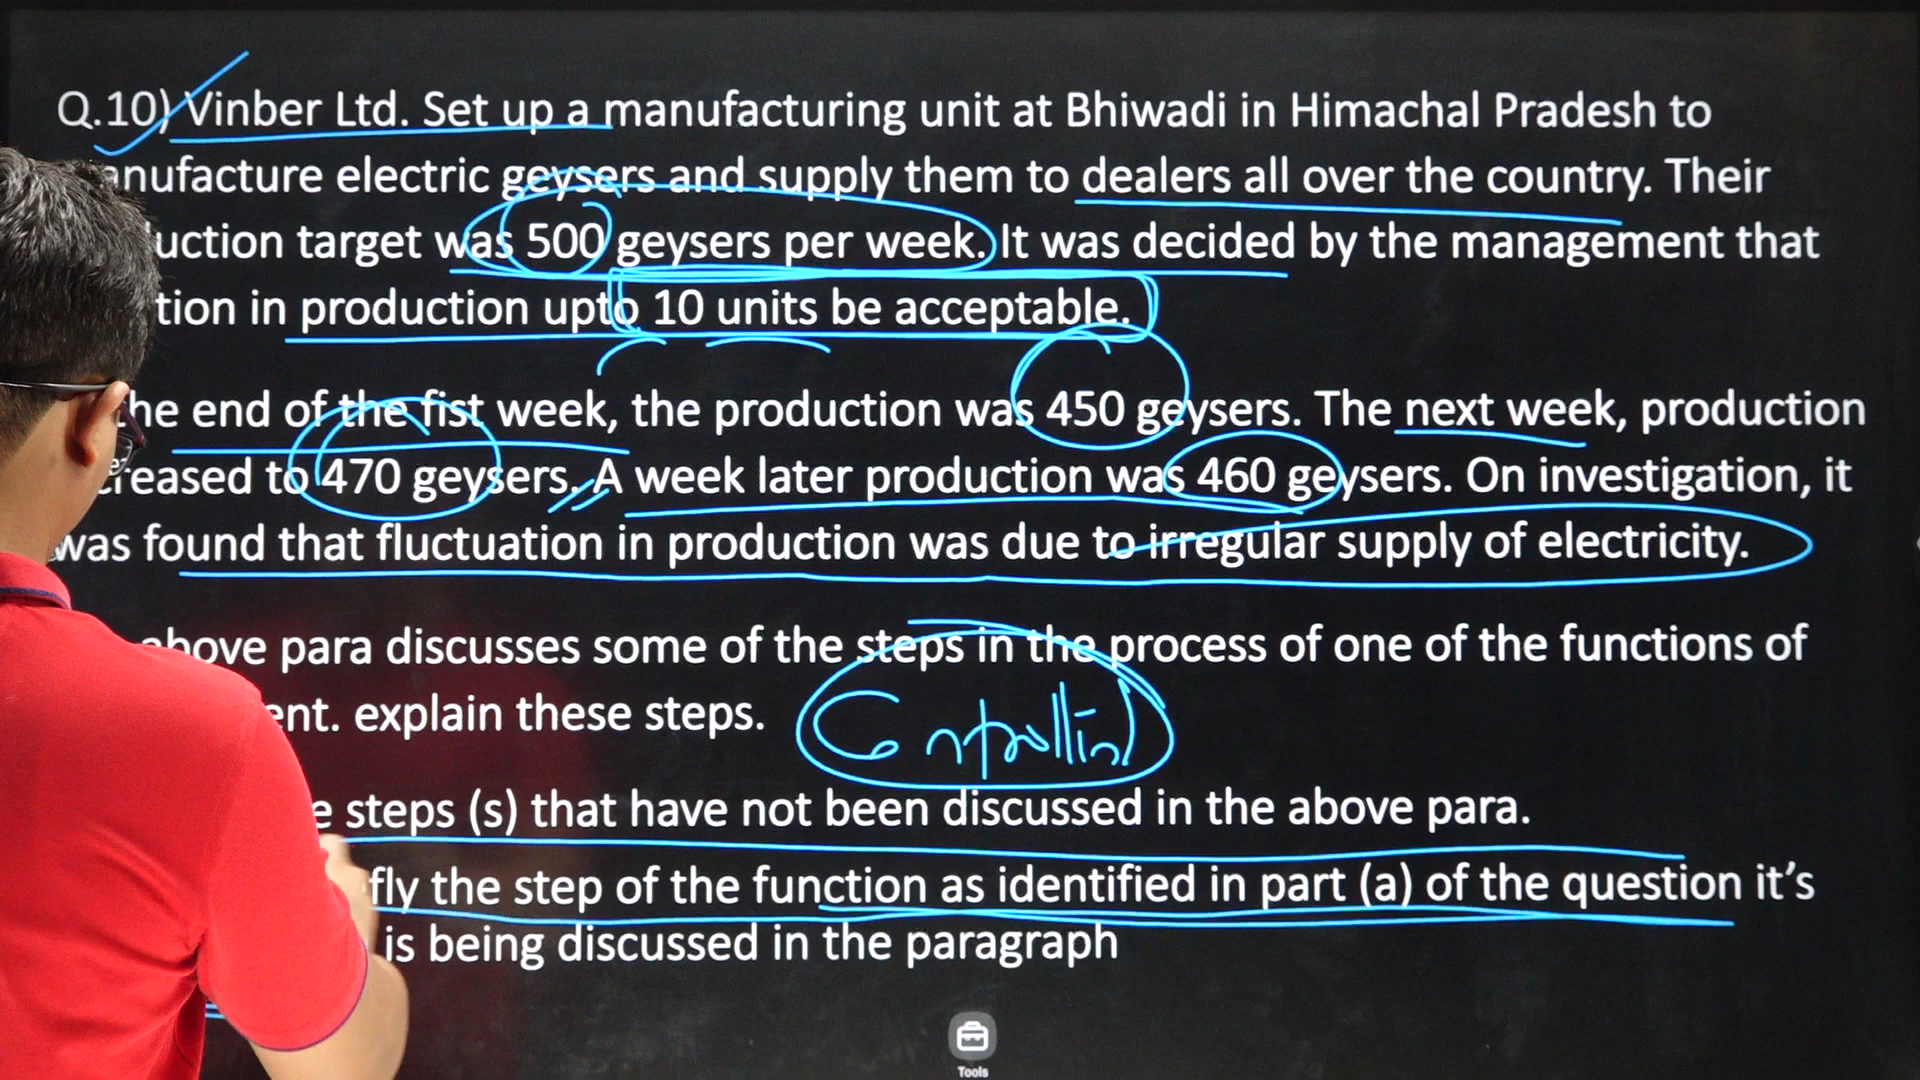 Q.10) Vinber Ltd. Set up a manufacturing unit at Bhiwadi in Himachal Pradesh to
anufacture electric geysers and supply them to dealers all over the country. Their
uction target was 500 geysers per week. It was decided by the management that
tion in production upto 10 units be acceptable.
he end of the fist week, the production was 450 geysers. The next week, production
creased to 470 geysers. A week later production was 460 geysers. On investigation, it
was found that fluctuation in production was due to irregular supply of electricity.
above para discusses some of the steps in the process of one of the functions of
ent. explain these steps.
Controlling
e steps (s) that have not been discussed in the above para.
fly the step of the function as identified in part (a) of the question it's
is being discussed in the paragraph
Tools